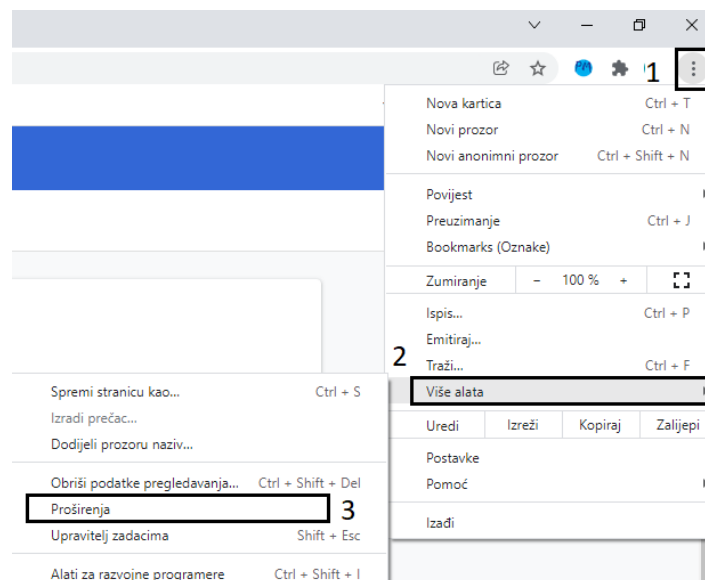 1
Nova kartica Ctrl + T
Novi prozor Ctrl + N
Novi anonimni prozor Ctrl + Shift + N
Povijest
Preuzimanje Ctrl + J
Bookmarks (Oznake)
Zumiranje – 100 % +
Ispis... Ctrl + P
Emitiraj...
2
Traži... Ctrl + F
Više alata
Uredi Izreži Kopiraj Zalijepi
Postavke
Pomoć
Izađi
Spremi stranicu kao... Ctrl + S
Izradi prečac...
Dodijeli prozoru naziv...
Obriši podatke pregledavanja... Ctrl + Shift + Del
Proširenja 3
Upravitelj zadacima Shift + Esc
Alati za razvojne programere Ctrl + Shift + I